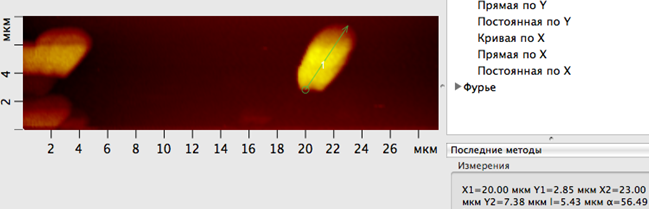 мкм
4
2
1
2 4 6 8 10 12 14 16 18 20 22 24 26 мкм
Прямая по Y
Постоянная по Y
Кривая по X
Прямая по X
Постоянная по X
Фурье
Последние методы
Измерения
X1=20.00 мкм Y1=2.85 мкм X2=23.00
мкм Y2=7.38 мкм l=5.43 мкм α=56.49